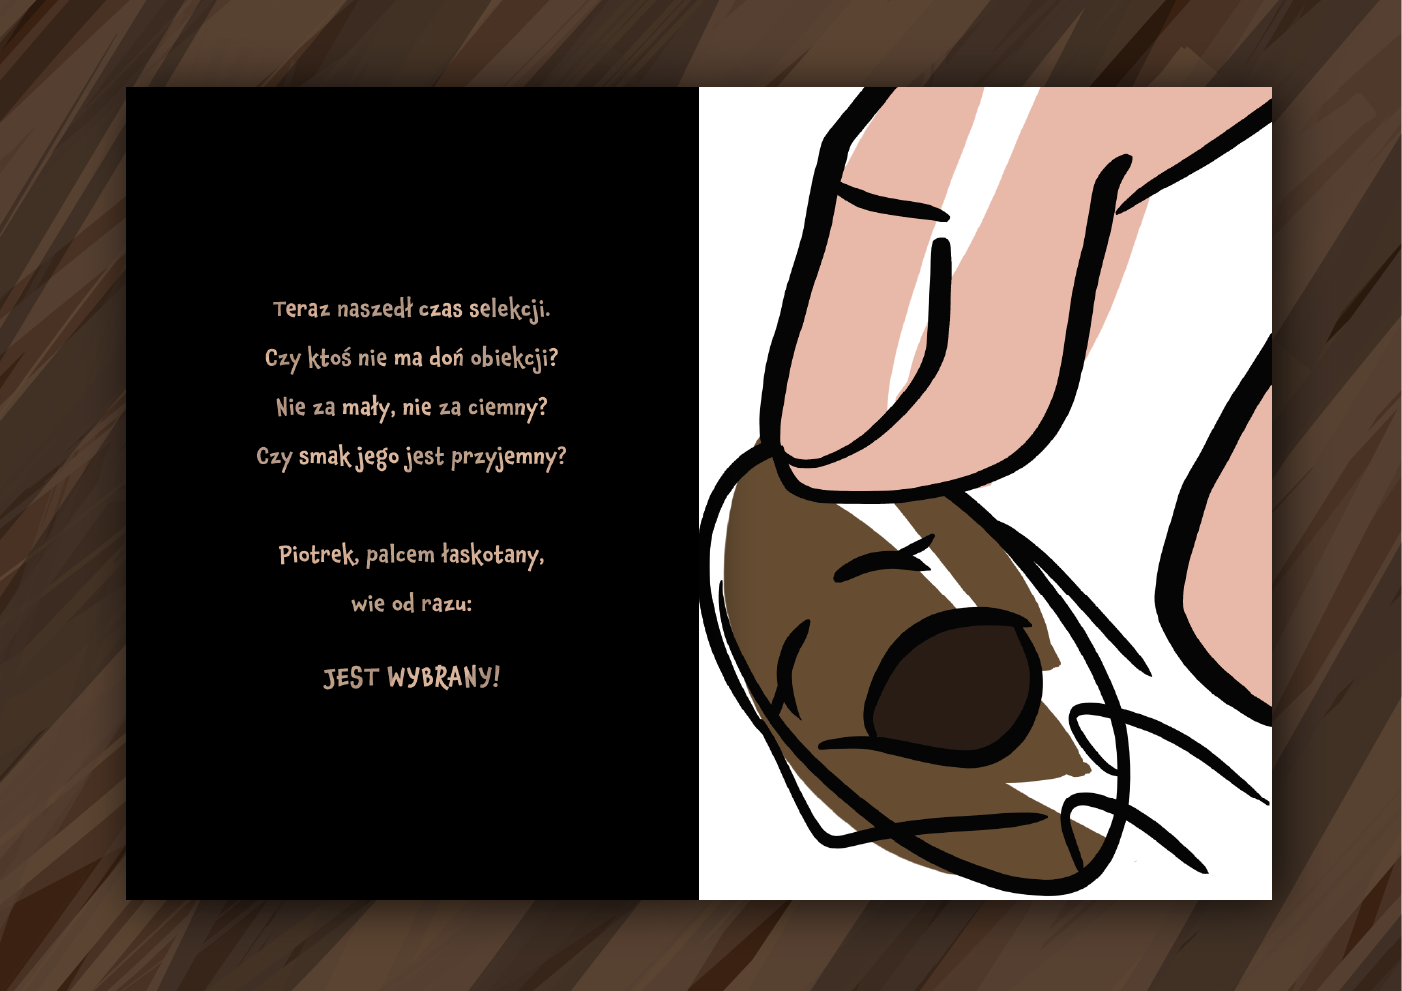 Teraz naszedł czas selekcji.
Czy ktoś nie ma doń obiekcji?
Nie za mały, nie za ciemny?
Czy smak jego jest przyjemny?
Piotrek, palcem łaskotany,
wie od razu:
JEST WYBRANY!